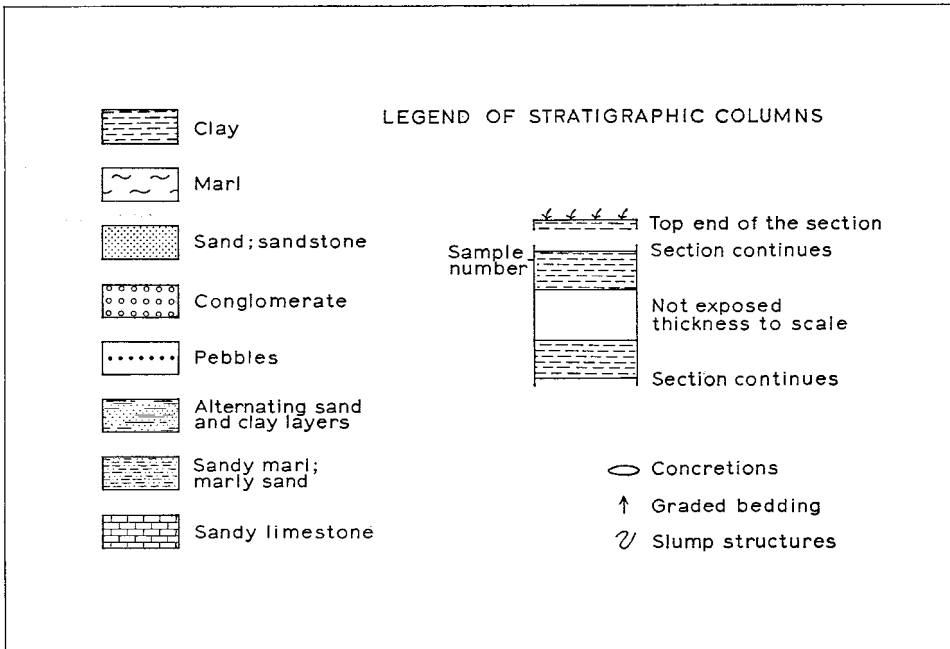 LEGEND OF STRATIGRAPHIC COLUMNS
Clay
Marl
Sand; sandstone
Conglomerate
Pebbles
Alternating sand
and clay layers
Sandy marl;
marly sand
Sandy limestone
Top end of the section
Section continues
Sample
number
Not exposed
thickness to scale
Section continues
Concretions
Graded bedding
Slump structures